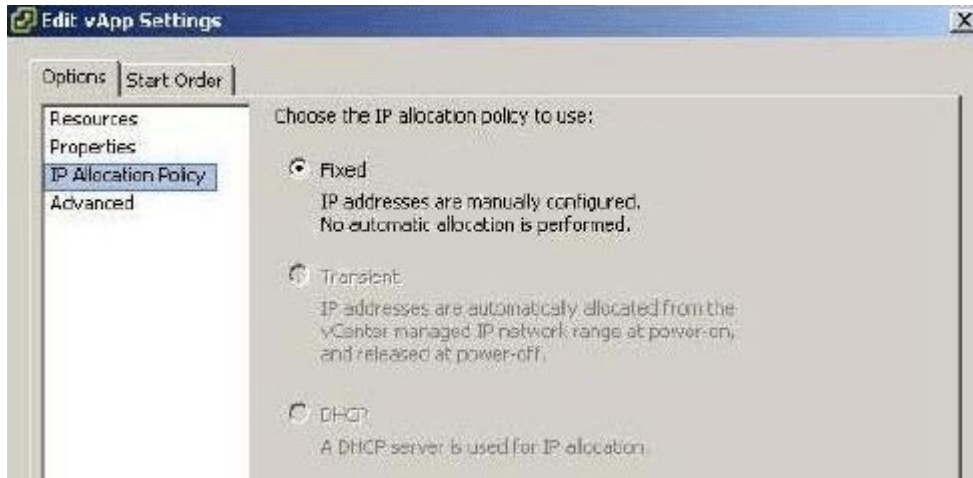 Edit vApp Settings
Options
Start Order
Resources
Properties
IP Allocation Policy
Advanced
Choose the IP allocation policy to use:
Fixed
IP addresses are manually configured.
No automatic allocation is performed.
Transient
IP addresses are automatically allocated from the
vCenter managed IP network range at power-on,
and released at power-off.
DHCP
A DHCP server is used for IP allocation.